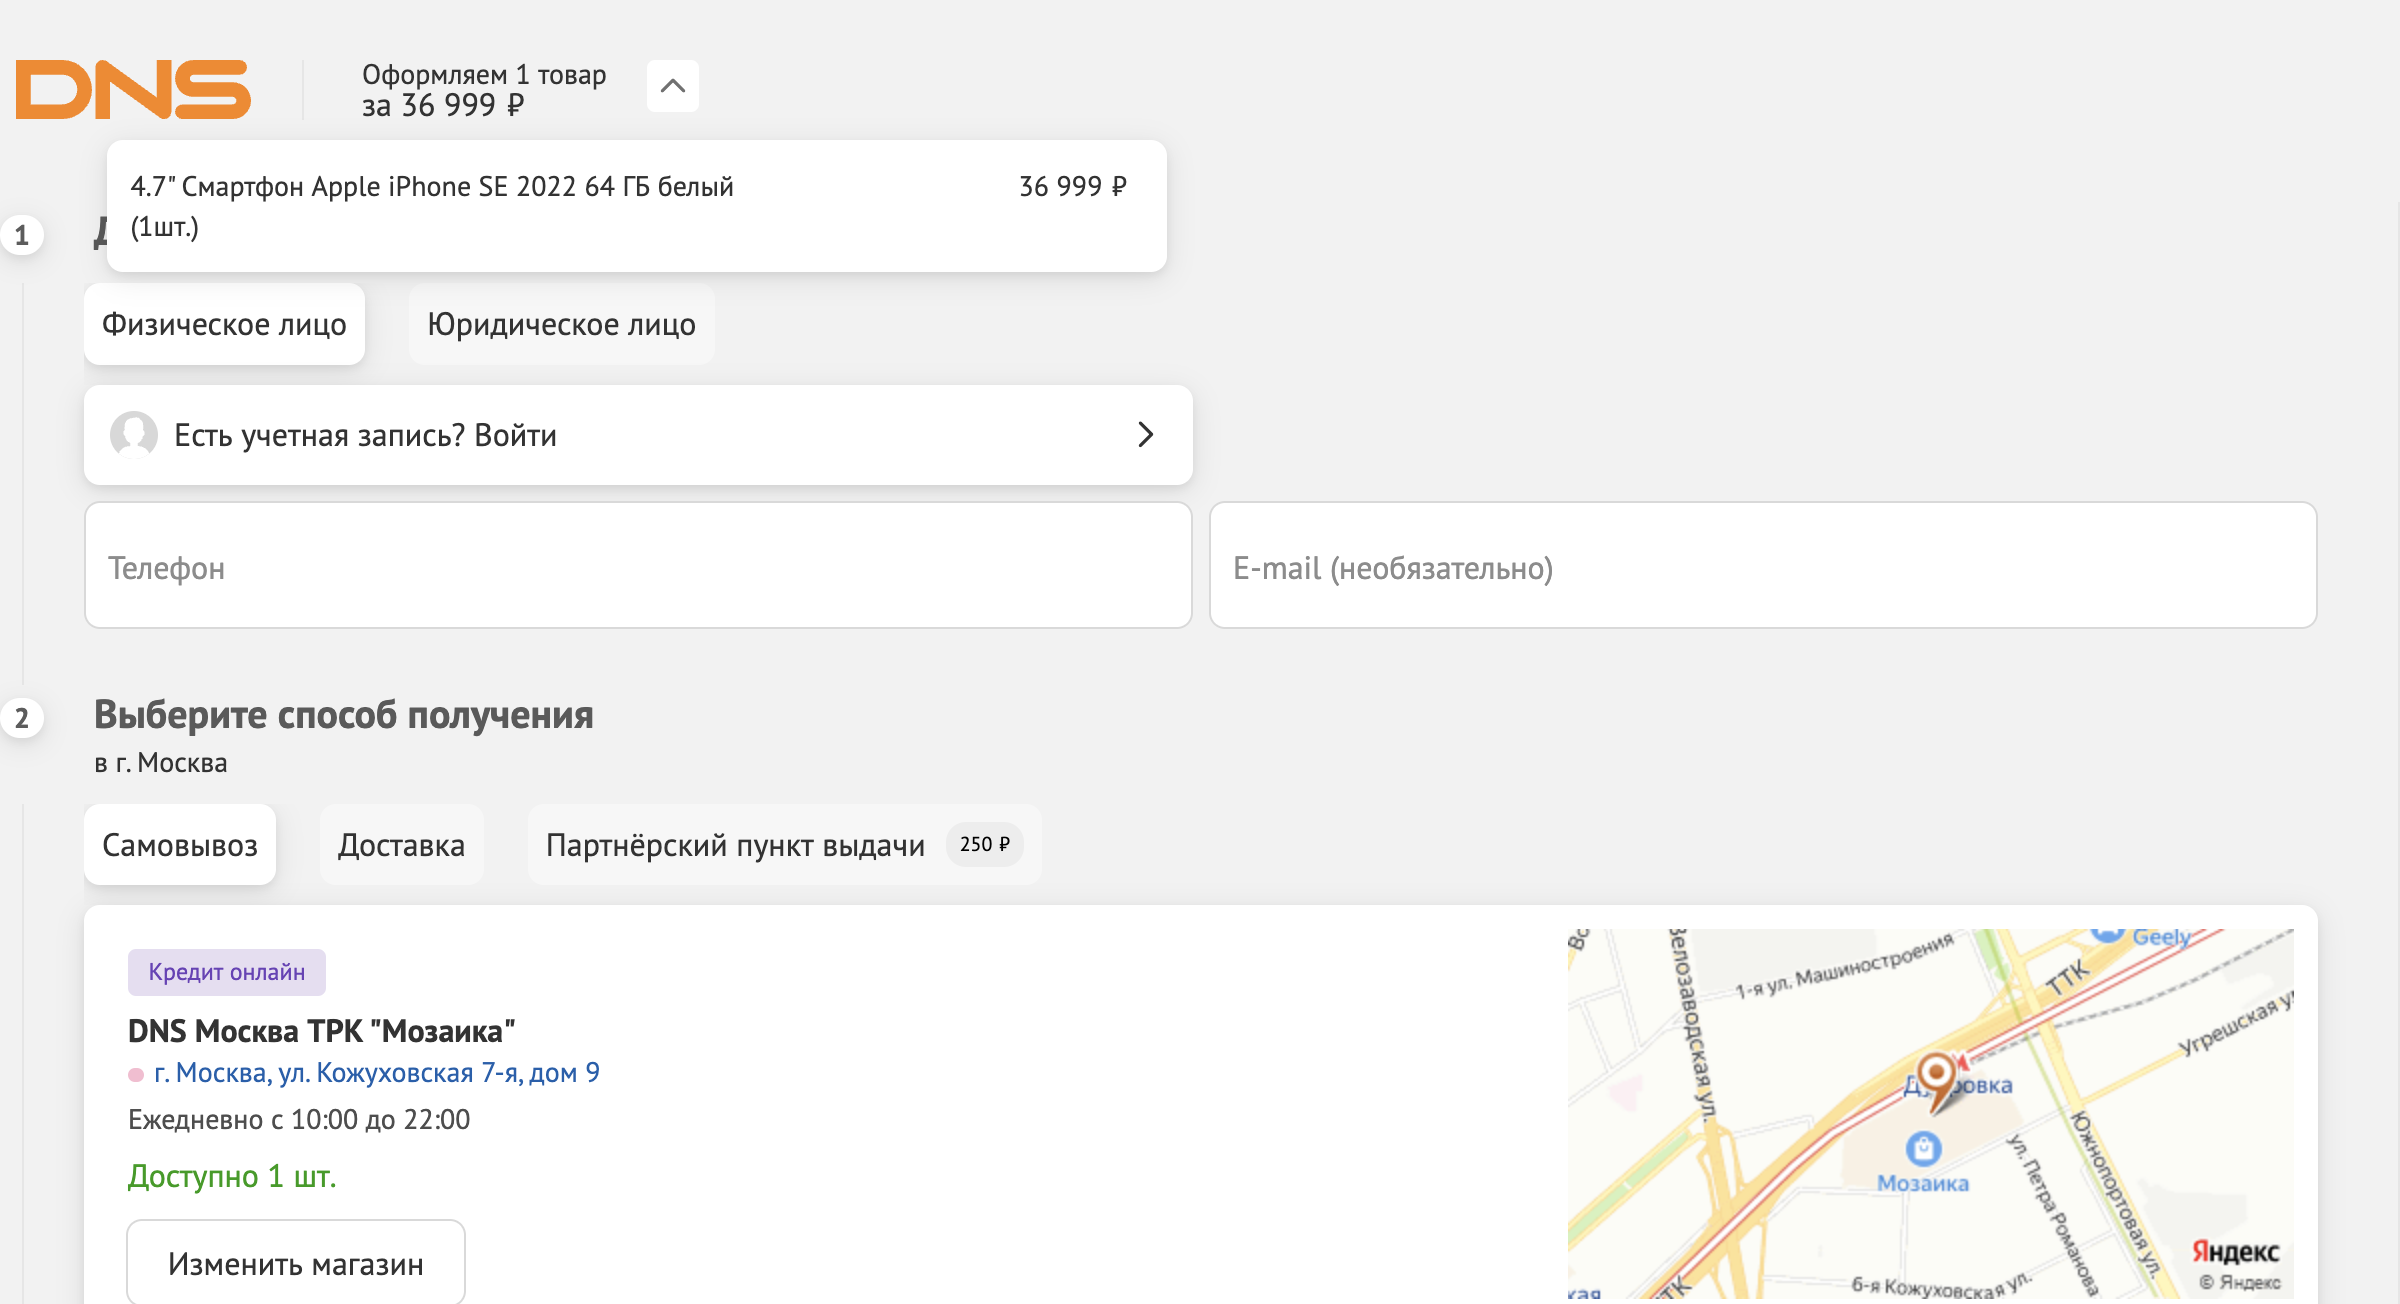 DNS
Оформляем 1 товар
за 36 999 ₽
4.7" Смартфон Apple iPhone SE 2022 64 ГБ белый
(1шт.)
36 999 ₽
1
Физическое лицо
Юридическое лицо
Есть учетная запись? Войти
Телефон
E-mail (необязательно)
2
Выберите способ получения
в г. Москва
Самовывоз
Доставка
Партнёрский пункт выдачи
250 ₽
Кредит онлайн
DNS Москва ТРК "Мозаика"
г. Москва, ул. Кожуховская 7-я, дом 9
Ежедневно с 10:00 до 22:00
Доступно 1 шт.
Изменить магазин
Geely
1-я ул. Машиностроения
ТТК
Велозаводская ул.
Угрешская
Мозаика
Южнопортовая ул.
ул. Петра Романова
6-я Кожуховская ул.
ТТК
Яндекс
© Яндекс